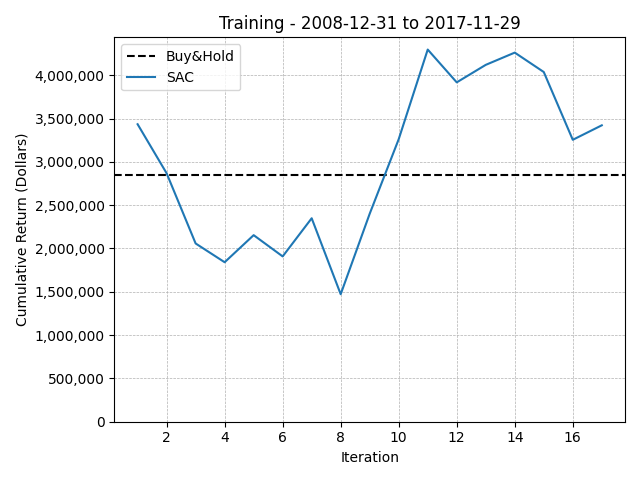 Training - 2008-12-31 to 2017-11-29
Buy&Hold
SAC
Cumulative Return (Dollars)
4,000,000
3,500,000
3,000,000
2,500,000
2,000,000
1,500,000
1,000,000
500,000
0
2 4 6 8 10 12 14 16
Iteration